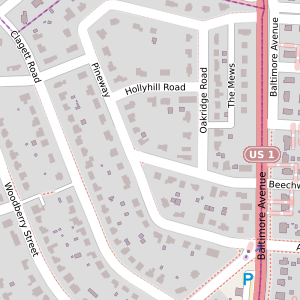 Clagett Road
Pineway
Hollyhill Road
Oakridge Road
The Mews
Baltimore Avenue
US 1
Beechw
Woodberry Street
Baltimore Avenue
A
P